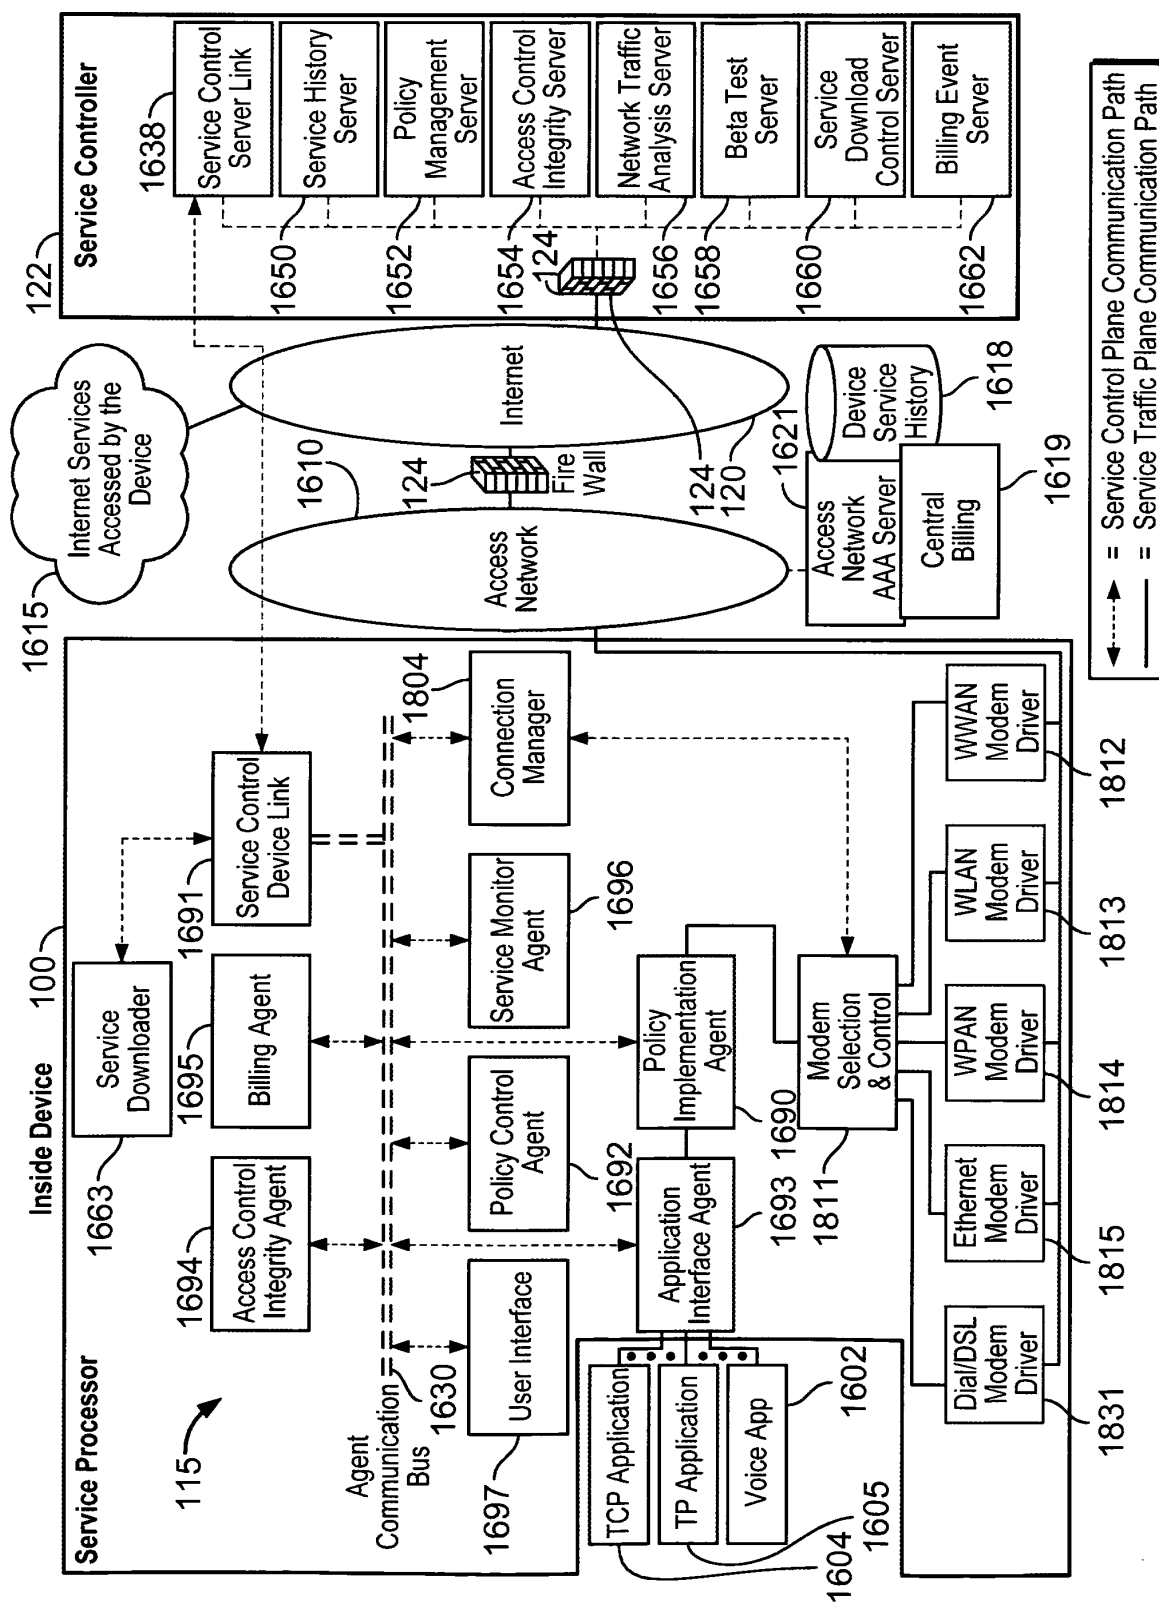 Service Processor
Inside Device
100
115
1663
Service
Downloader
1694
Access Control
Integrity Agent
1695
Billing Agent
1691
Service Control
Device Link
Agent
Communication
Bus
1630
User Interface
1697
Policy Control
Agent
1692
Service Monitor
Agent
1696
Connection
Manager
1804
Application
Interface Agent
1693
Policy
Implementation
Agent
1690
TCP Application
TP Application
Voice App
1602
1604
1605
Modem
Selection
& Control
1811
Dial/DSL
Modem
Driver
1831
Ethernet
Modem
Driver
1815
WPAN
Modem
Driver
1814
WLAN
Modem
Driver
1813
WWAN
Modem
Driver
1812
1615
Internet Services
Accessed by the
Device
1610
Access
Network
124
Fire
Wall
Internet
124
120
1621
Access
Network
AAA Server
Central
Billing
1619
Device
Service
History
1618
122
Service Controller
1638
Service Control
Server Link
1650
Service History
Server
1652
Policy
Management
Server
1654
Access Control
Integrity Server
124
1656
Network Traffic
Analysis Server
1658
Beta Test
Server
1660
Service
Download
Control Server
1662
Billing Event
Server
= Service Control Plane Communication Path
= Service Traffic Plane Communication Path